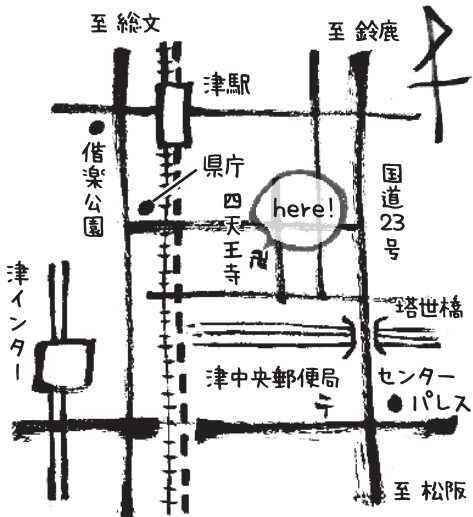 至 総文
至 鈴鹿
津駅
偕楽公園
県庁
四天王寺
here!
卍
国道23号
津インター
塔世橋
津中央郵便局
〒
センターパレス
至 松阪